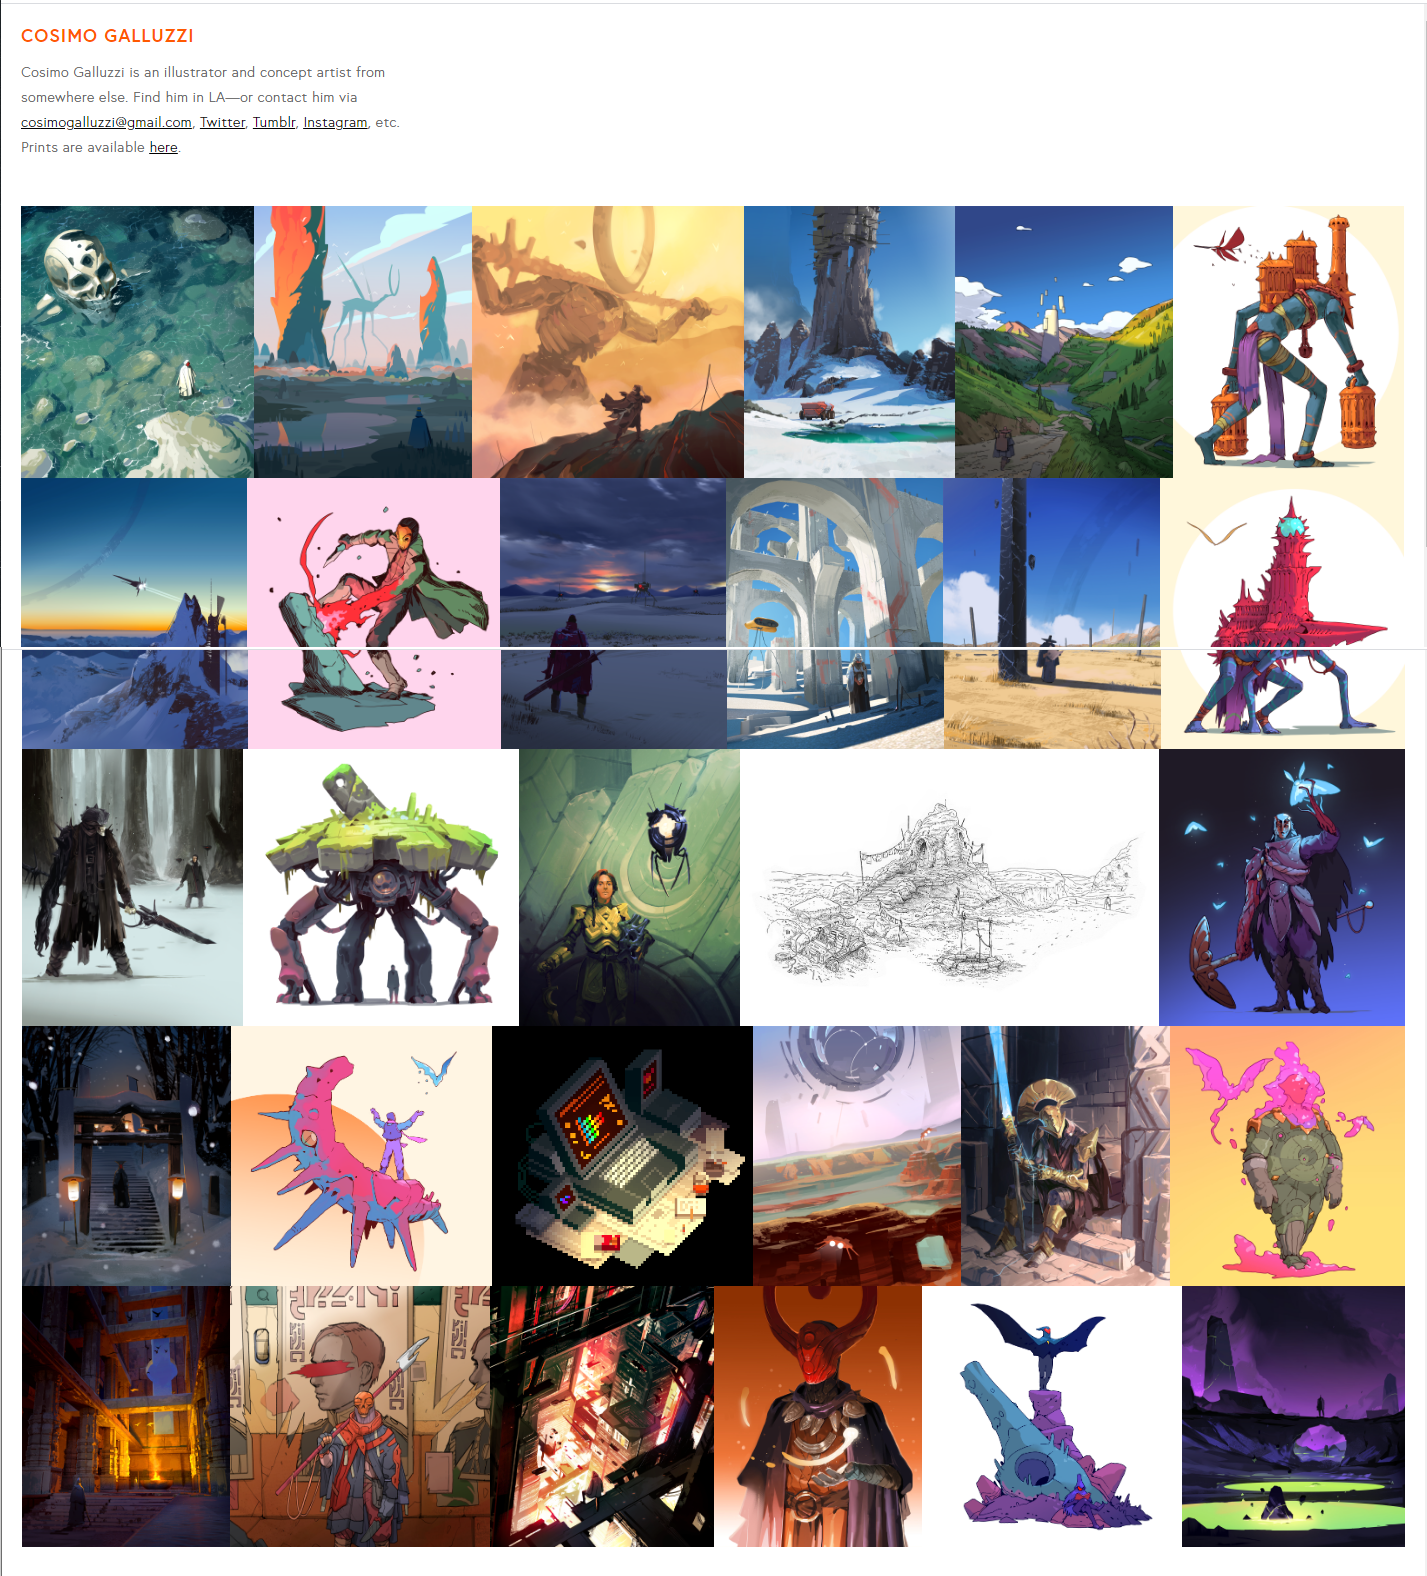 COSIMO GALLUZZI
Cosimo Galluzzi is an illustrator and concept artist from
somewhere else. Find him in LA—or contact him via
cosimogalluzzi@gmail.com, Twitter, Tumblr, Instagram, etc.
Prints are available here.